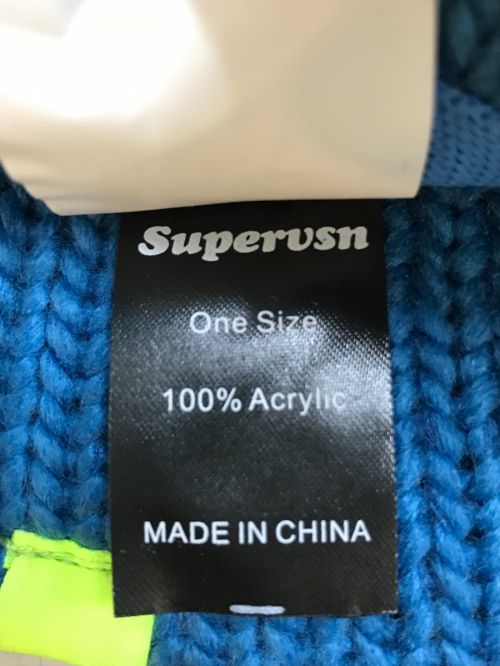 Supervsn
One Size
100% Acrylic
MADE IN CHINA